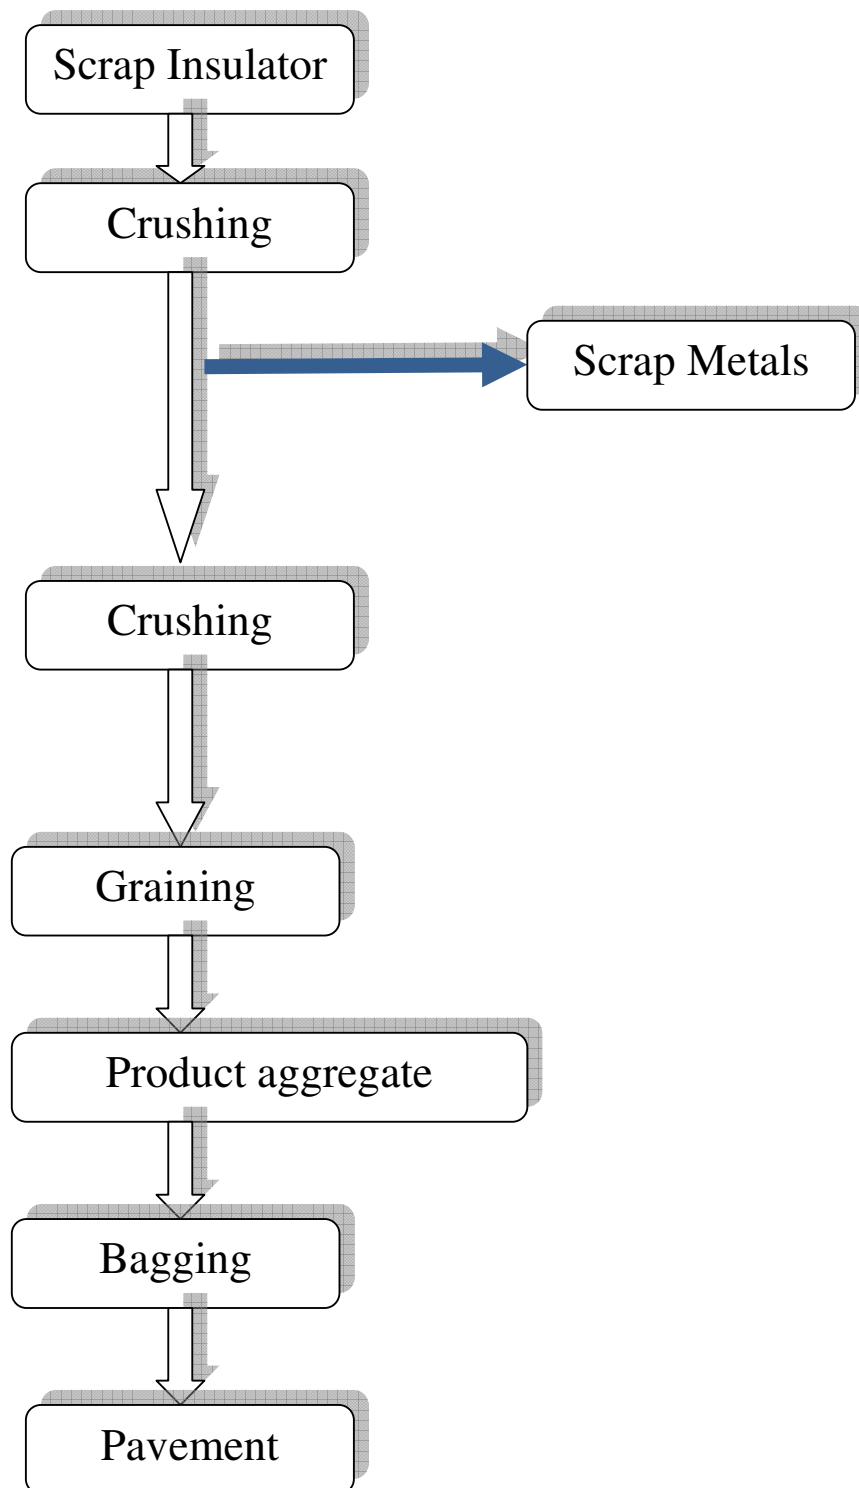 Scrap Insulator
Crushing
Scrap Metals
Crushing
Graining
Product aggregate
Bagging
Pavement